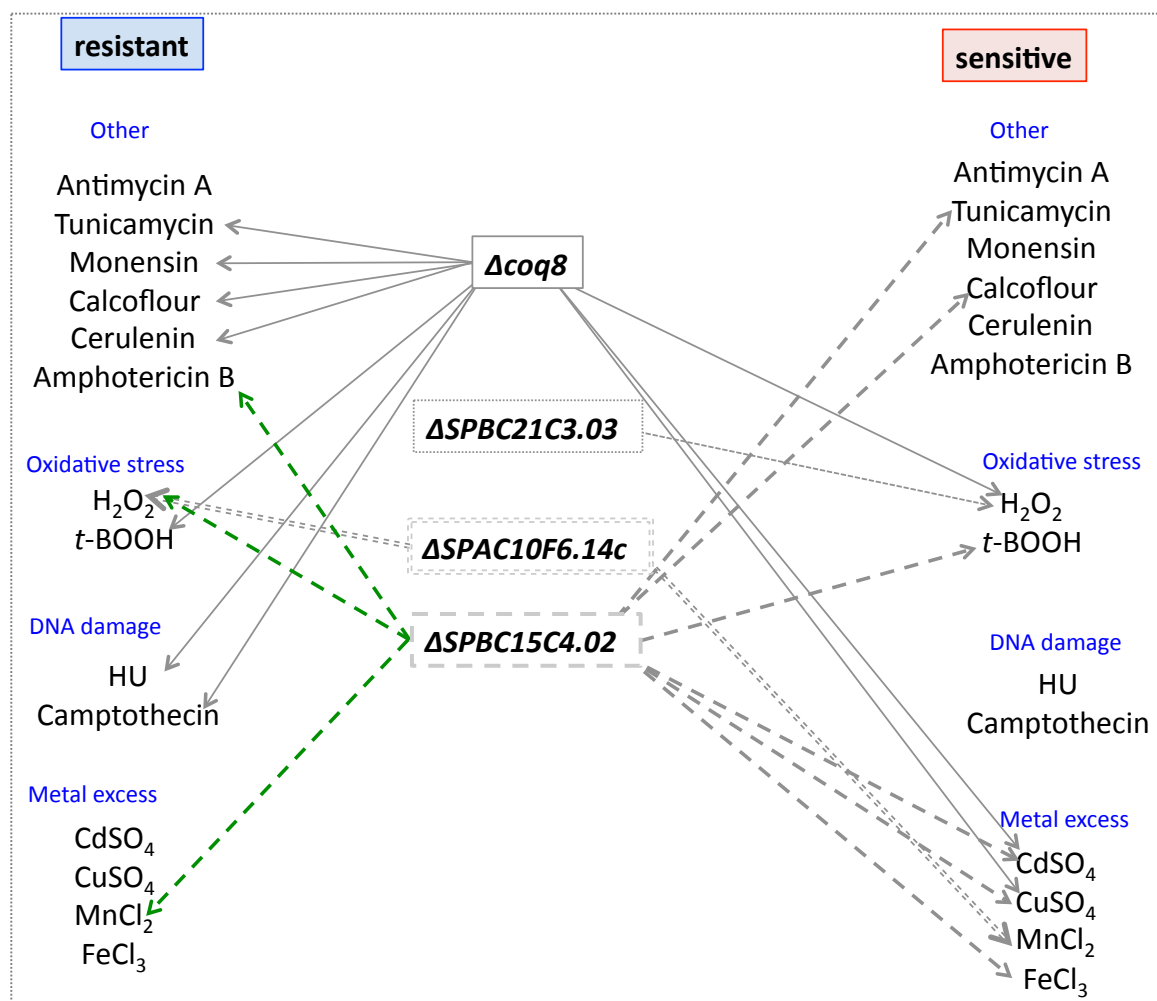 resistant
Other
Antimycin A
Tunicamycin
Monensin
Calcoflour
Cerulenin
Amphotericin B
Oxidative stress
H₂O₂
t-BOOH
DNA damage
HU
Camptothecin
Metal excess
CdSO₄
CuSO₄
MnCl₂
FeCl₃
Δcoq8
ΔSPBC21C3.03
ΔSPAC10F6.14c
ΔSPBC15C4.02
sensitive
Other
Antimycin A
Tunicamycin
Monensin
Calcoflour
Cerulenin
Amphotericin B
Oxidative stress
H₂O₂
t-BOOH
DNA damage
HU
Camptothecin
Metal excess
CdSO₄
CuSO₄
MnCl₂
FeCl₃